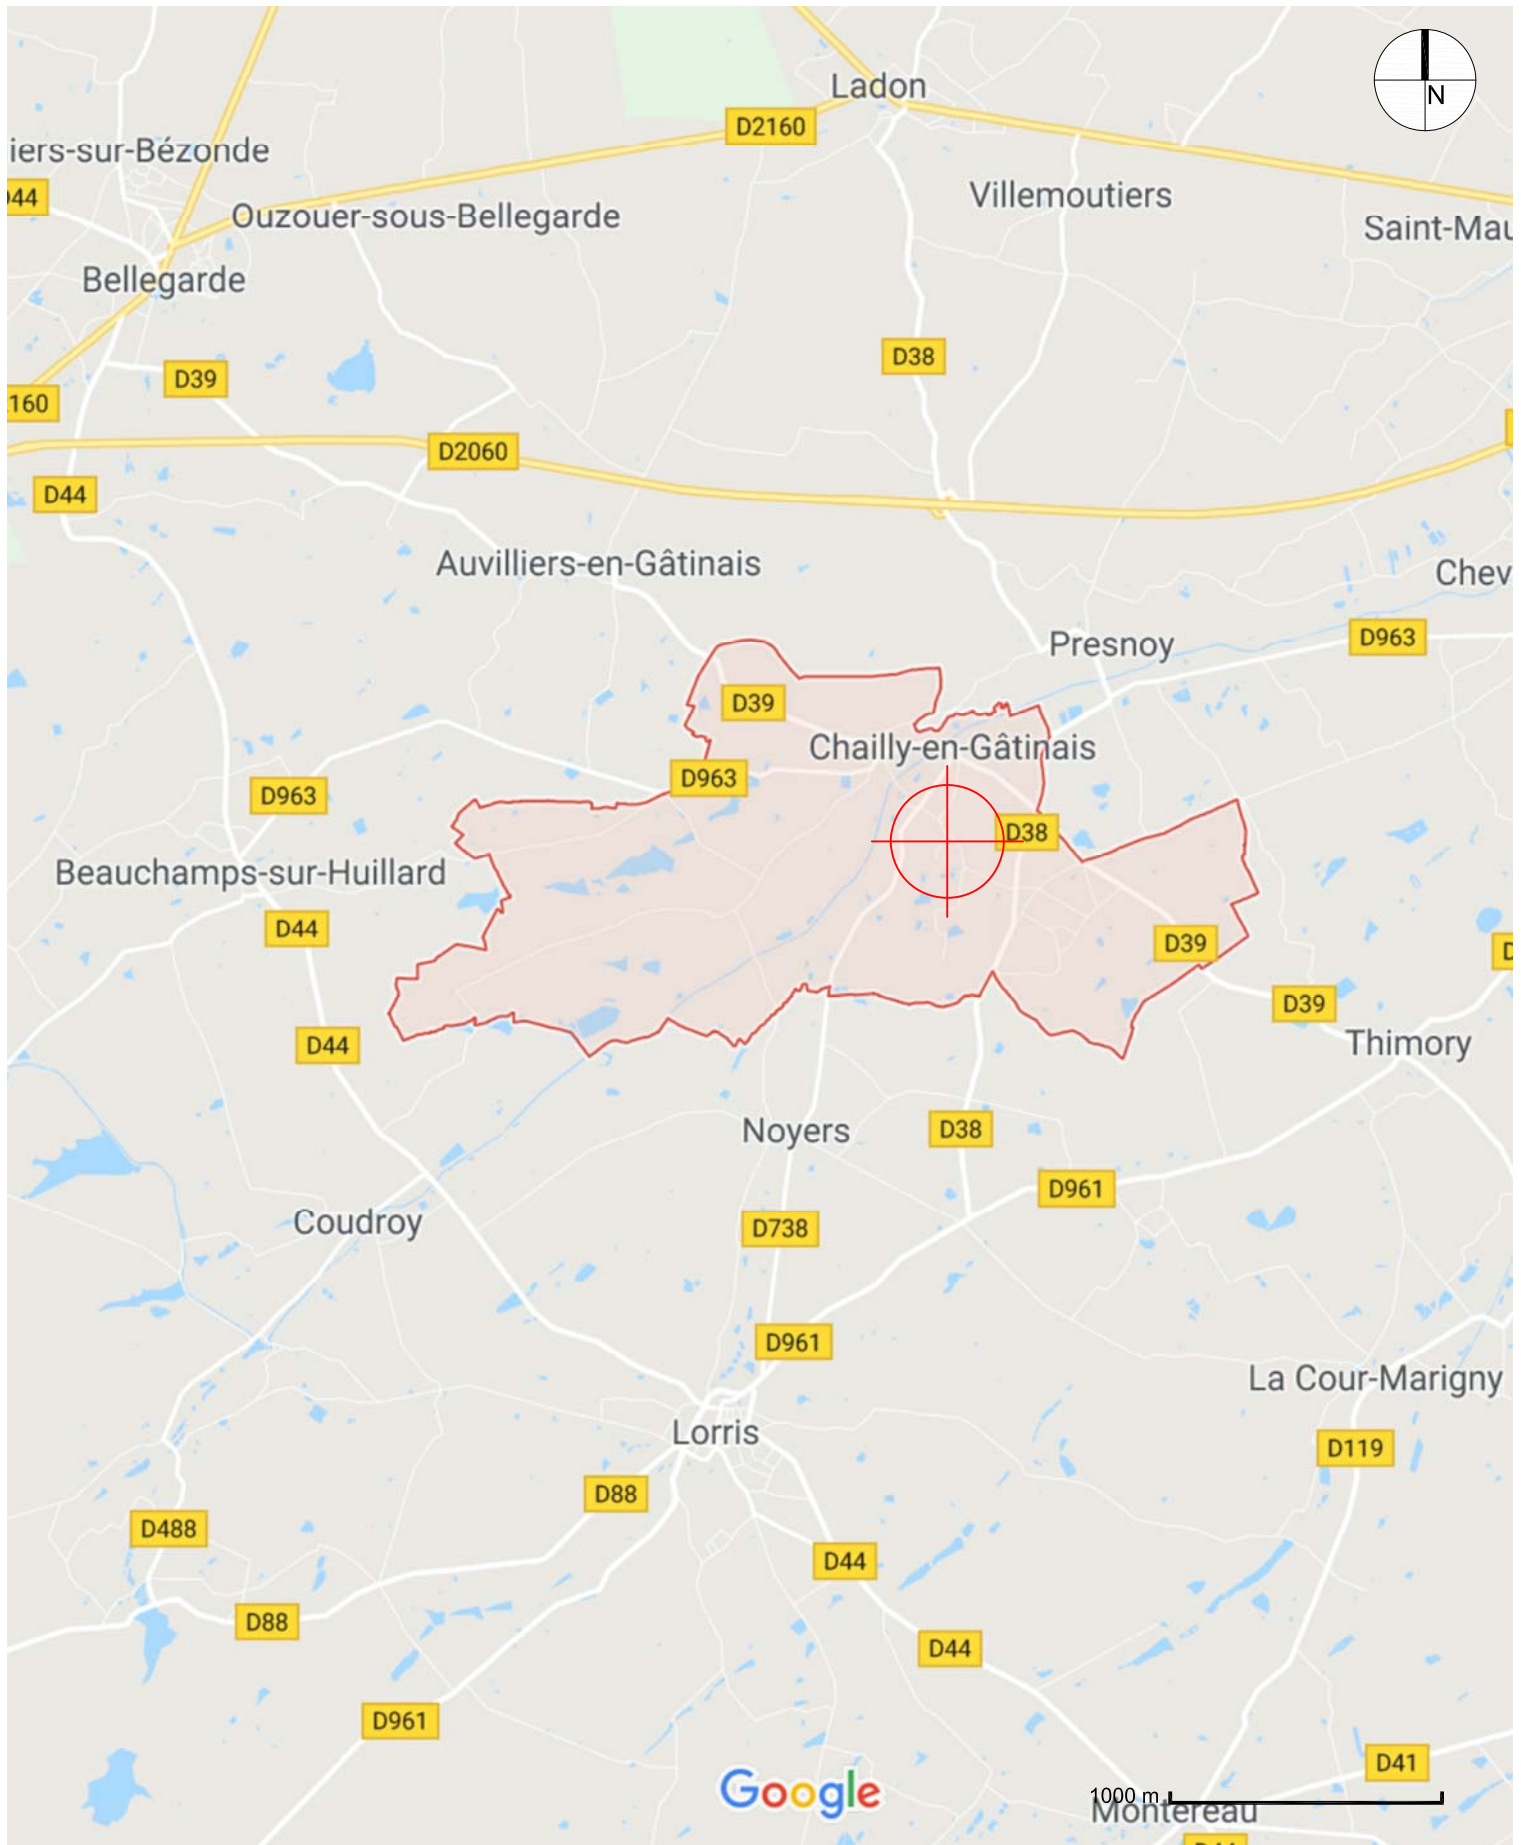 Ladon
N
D2160
iers-sur-Bézonde
Villemoutiers
D44
Ouzouer-sous-Bellegarde
Saint-Mau
Bellegarde
D38
D39
160
D2060
D44
Auvilliers-en-Gâtinais
Chev
Presnoy
D963
D39
Chailly-en-Gâtinais
D963
D963
D38
Beauchamps-sur-Huillard
D44
D39
D39
D44
Thimory
Noyers
D38
D961
Coudroy
D738
D961
La Cour-Marigny
Lorris
D119
D88
D488
D44
D88
D44
D961
D41
Google
1000 m
Montereau